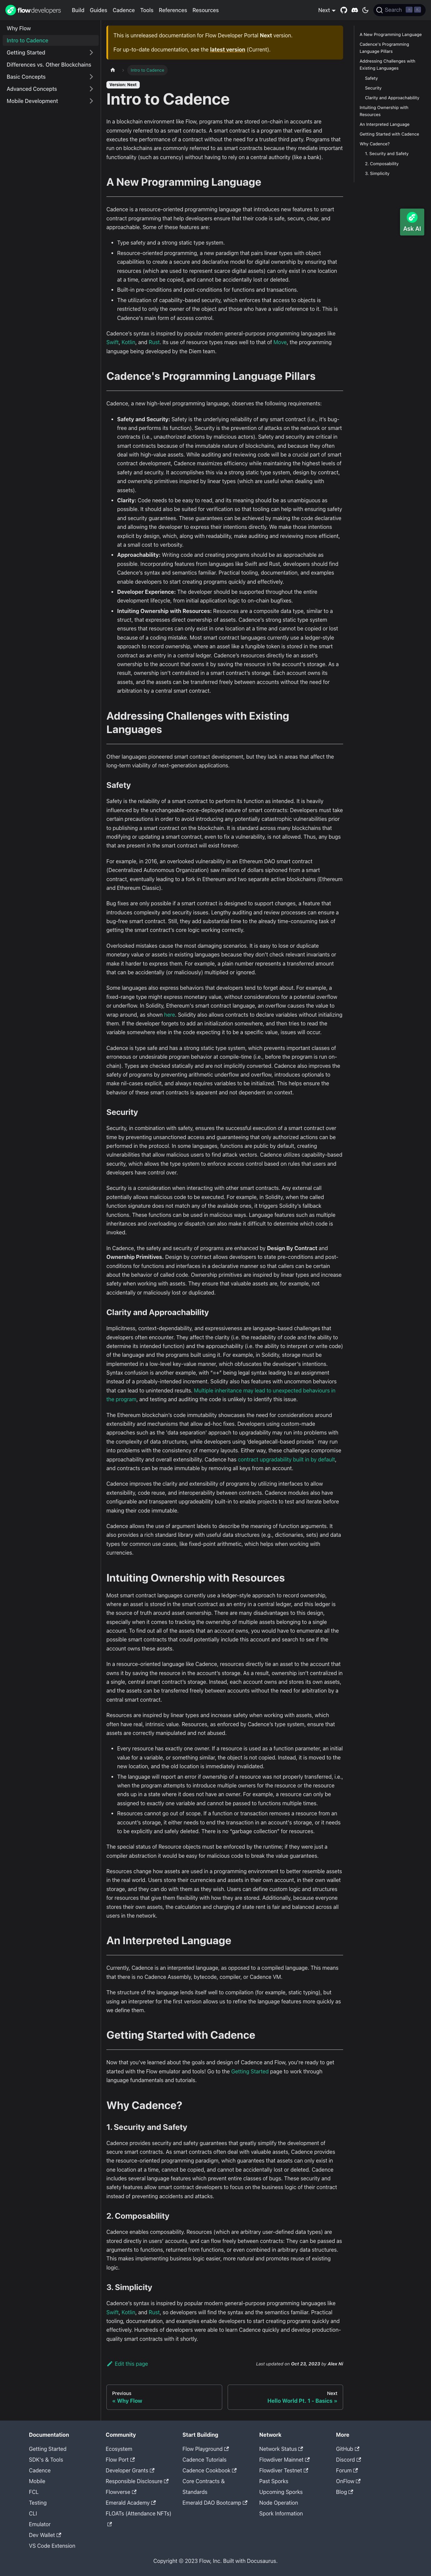 flowdevelopers
Build
Guides
Cadence
Tools
References
Resources
Next
Search
Why Flow
Intro to Cadence
Getting Started
Differences vs. Other Blockchains
Basic Concepts
Advanced Concepts
Mobile Development
This is unreleased documentation for Flow Developer Portal Next version.
For up-to-date documentation, see the latest version (Current).
Intro to Cadence
Version: Next
Intro to Cadence
In a blockchain environment like Flow, programs that are stored on-chain in accounts are commonly
referred to as smart contracts. A smart contract is a program that verifies and
executes the performance of a contract without the need for a trusted third party. Programs that run
on blockchains are commonly referred to as smart contracts because they mediate important
functionality (such as currency) without having to rely on a central authority (like a bank).
A New Programming Language
Cadence is a resource-oriented programming language that introduces new features to smart
contract programming that help developers ensure that their code is safe, secure, clear, and
approachable. Some of these features are:
Type safety and a strong static type system.
Resource-oriented programming, a new paradigm that pairs linear types with object
capabilities to create a secure and declarative model for digital ownership by ensuring that
resources (which are used to represent scarce digital assets) can only exist in one location
at a time, cannot be copied, and cannot be accidentally lost or deleted.
Built-in pre-conditions and post-conditions for functions and transactions.
The utilization of capability-based security, which enforces that access to objects is
restricted to only the owner of the object and those who have a valid reference to it. This is
Cadence's main form of access control.
Cadence's syntax is inspired by popular modern general-purpose programming languages like
Swift, Kotlin, and Rust. Its use of resource types maps well to that of Move, the programming
language being developed by the Diem team.
Cadence's Programming Language Pillars
Cadence, a new high-level programming language, observes the following requirements:
Safety and Security: Safety is the underlying reliability of any smart contract (i.e., it's bug-
free and performs its function). Security is the prevention of attacks on the network or smart
contracts (i.e., unauthorized actions by malicious actors). Safety and security are critical in
smart contracts because of the immutable nature of blockchains, and because they often
deal with high-value assets. While auditing and testing will be a crucial part of smart contract
development, Cadence will maximize efficiency while maintaining the highest levels of safety
and security at its foundation. It accomplishes this via a strong static type system, design by contract,
and ownership primitives inspired by linear types (which are useful when dealing with
assets).
Clarity: Code needs to be easy to read, and its meaning should be as unambiguous as
possible. It should also be suited for verification so that tooling can help with ensuring safety
and security guarantees. These guarantees can be achieved by making the code declarative
and allowing the developer to express their intentions directly. We make those intentions
explicit by design, which, along with readability, make auditing and reviewing more efficient,
at a small cost to verbosity.
Approachability: Writing code and creating programs should be as approachable as
possible. Incorporating features from languages like Swift and Rust, developers should find
Cadence's syntax and semantics familiar. Practical tooling, documentation, and examples
enable developers to start creating programs quickly and effectively.
Developer Experience: The developer should be supported throughout the entire
development lifecycle, from initial application logic to on-chain bugfixes.
Intuiting Ownership with Resources: Resources are a composite data type, similar to a
struct, that expresses direct ownership of assets. Cadence's strong static type system
ensures that resources can only exist in one location at a time and cannot be copied or lost
because of a coding mistake. Most smart contract languages currently use a ledger-style
approach to record ownership, where an asset like a fungible token is stored in the smart
contract as an entry in a central ledger. Cadence's resources directly tie an asset's
ownership to the account that owns it by saving the resource in the account's storage. As a
result, ownership isn't centralized in a smart contract's storage. Each account owns its
assets, and the assets can be transferred freely between accounts without the need for
arbitration by a central smart contract.
Addressing Challenges with Existing
Languages
Other languages pioneered smart contract development, but they lack in areas that affect the
long-term viability of next-generation applications.
Safety
Safety is the reliability of a smart contract to perform its function as intended. It is heavily
influenced by the unchangeable-once-deployed nature of smart contracts: Developers must take
certain precautions in order to avoid introducing any potentially catastrophic vulnerabilities prior
to publishing a smart contract on the blockchain. It is standard across many blockchains that
modifying or updating a smart contract, even to fix a vulnerability, is not allowed. Thus, any bugs
that are present in the smart contract will exist forever.
For example, in 2016, an overlooked vulnerability in an Ethereum DAO smart contract
(Decentralized Autonomous Organization) saw millions of dollars siphoned from a smart
contract, eventually leading to a fork in Ethereum and two separate active blockchains (Ethereum
and Ethereum Classic).
Bug fixes are only possible if a smart contract is designed to support changes, a feature that
introduces complexity and security issues. Lengthy auditing and review processes can ensure a
bug-free smart contract. Still, they add substantial time to the already time-consuming task of
getting the smart contract's core logic working correctly.
Overlooked mistakes cause the most damaging scenarios. It is easy to lose or duplicate
monetary value or assets in existing languages because they don't check relevant invariants or
make it harder to express them. For example, a plain number represents a transferred amount
that can be accidentally (or maliciously) multiplied or ignored.
Some languages also express behaviors that developers tend to forget about. For example, a
fixed-range type might express monetary value, without considerations for a potential overflow
or underflow. In Solidity, Ethereum's smart contract language, an overflow causes the value to
wrap around, as shown here. Solidity also allows contracts to declare variables without initializing
them. If the developer forgets to add an initialization somewhere, and then tries to read the
variable somewhere else in the code expecting it to be a specific value, issues will occur.
Cadence is type safe and has a strong static type system, which prevents important classes of
erroneous or undesirable program behavior at compile-time (i.e., before the program is run on-
chain). Types are checked statically and are not implicitly converted. Cadence also improves the
safety of programs by preventing arithmetic underflow and overflow, introduces optionals to
make nil-cases explicit, and always requires variables to be initialized. This helps ensure the
behavior of these smart contracts is apparent and not dependent on context.
Security
Security, in combination with safety, ensures the successful execution of a smart contract over
time by preventing unsanctioned access and guaranteeing that only authorized actions can be
performed in the protocol. In some languages, functions are public by default, creating
vulnerabilities that allow malicious users to find attack vectors. Cadence utilizes capability-based
security, which allows the type system to enforce access control based on rules that users and
developers have control over.
Security is a consideration when interacting with other smart contracts. Any external call
potentially allows malicious code to be executed. For example, in Solidity, when the called
function signature does not match any of the available ones, it triggers Solidity's fallback
functions. These functions can be used in malicious ways. Language features such as multiple
inheritances and overloading or dispatch can also make it difficult to determine which code is
invoked.
In Cadence, the safety and security of programs are enhanced by Design By Contract and
Ownership Primitives. Design by contract allows developers to state pre-conditions and post-
conditions for functions and interfaces in a declarative manner so that callers can be certain
about the behavior of called code. Ownership primitives are inspired by linear types and increase
safety when working with assets. They ensure that valuable assets are, for example, not
accidentally or maliciously lost or duplicated.
Clarity and Approachability
Implicitness, context-dependability, and expressiveness are language-based challenges that
developers often encounter. They affect the clarity (i.e. the readability of code and the ability to
determine its intended function) and the approachability (i.e. the ability to interpret or write code)
of the language and the programs built using it. For example, in Solidity, storage must be
implemented in a low-level key-value manner, which obfuscates the developer's intentions.
Syntax confusion is another example, with "=+" being legal syntax leading to an assignment
instead of a probably-intended increment. Solidity also has features with uncommon behaviors
that can lead to unintended results. Multiple inheritance may lead to unexpected behaviours in
the program, and testing and auditing the code is unlikely to identify this issue.
The Ethereum blockchain's code immutability showcases the need for considerations around
extensibility and mechanisms that allow ad-hoc fixes. Developers using custom-made
approaches such as the 'data separation' approach to upgradability may run into problems with
the complexity of data structures, while developers using 'delegatecall-based proxies` may run
into problems with the consistency of memory layouts. Either way, these challenges compromise
approachability and overall extensibility. Cadence has contract upgradability built in by default,
and contracts can be made immutable by removing all keys from an account.
Cadence improves the clarity and extensibility of programs by utilizing interfaces to allow
extensibility, code reuse, and interoperability between contracts. Cadence modules also have
configurable and transparent upgradeability built-in to enable projects to test and iterate before
making their code immutable.
Cadence allows the use of argument labels to describe the meaning of function arguments. It
also provides a rich standard library with useful data structures (e.g., dictionaries, sets) and data
types for common use cases, like fixed-point arithmetic, which helps when working with
currencies.
Intuiting Ownership with Resources
Most smart contract languages currently use a ledger-style approach to record ownership,
where an asset is stored in the smart contract as an entry in a central ledger, and this ledger is
the source of truth around asset ownership. There are many disadvantages to this design,
especially when it comes to tracking the ownership of multiple assets belonging to a single
account. To find out all of the assets that an account owns, you would have to enumerate all the
possible smart contracts that could potentially include this account and search to see if the
account owns these assets.
In a resource-oriented language like Cadence, resources directly tie an asset to the account that
owns it by saving the resource in the account's storage. As a result, ownership isn't centralized in
a single, central smart contract's storage. Instead, each account owns and stores its own assets,
and the assets can be transferred freely between accounts without the need for arbitration by a
central smart contract.
Resources are inspired by linear types and increase safety when working with assets, which
often have real, intrinsic value. Resources, as enforced by Cadence's type system, ensure that
assets are correctly manipulated and not abused.
Every resource has exactly one owner. If a resource is used as a function parameter, an initial
value for a variable, or something similar, the object is not copied. Instead, it is moved to the
new location, and the old location is immediately invalidated.
The language will report an error if ownership of a resource was not properly transferred, i.e.,
when the program attempts to introduce multiple owners for the resource or the resource
ends up in a state where it does not have an owner. For example, a resource can only be
assigned to exactly one variable and cannot be passed to functions multiple times.
Resources cannot go out of scope. If a function or transaction removes a resource from an
account's storage, it either needs to end the transaction in an account's storage, or it needs
to be explicitly and safely deleted. There is no "garbage collection" for resources.
The special status of Resource objects must be enforced by the runtime; if they were just a
compiler abstraction it would be easy for malicious code to break the value guarantees.
Resources change how assets are used in a programming environment to better resemble assets
in the real world. Users store their currencies and assets in their own account, in their own wallet
storage, and they can do with them as they wish. Users can define custom logic and structures
for resources that give them flexibility with how they are stored. Additionally, because everyone
stores their own assets, the calculation and charging of state rent is fair and balanced across all
users in the network.
An Interpreted Language
Currently, Cadence is an interpreted language, as opposed to a compiled language. This means
that there is no Cadence Assembly, bytecode, compiler, or Cadence VM.
The structure of the language lends itself well to compilation (for example, static typing), but
using an interpreter for the first version allows us to refine the language features more quickly as
we define them.
Getting Started with Cadence
Now that you've learned about the goals and design of Cadence and Flow, you're ready to get
started with the Flow emulator and tools! Go to the Getting Started page to work through
language fundamentals and tutorials.
Why Cadence?
1. Security and Safety
Cadence provides security and safety guarantees that greatly simplify the development of
secure smart contracts. As smart contracts often deal with valuable assets, Cadence provides
the resource-oriented programming paradigm, which guarantees that assets can only exist in
one location at a time, cannot be copied, and cannot be accidentally lost or deleted. Cadence
includes several language features which prevent entire classes of bugs. These security and
safety features allow smart contract developers to focus on the business logic of their contract
instead of preventing accidents and attacks.
2. Composability
Cadence enables composability. Resources (which are arbitrary user-defined data types) are
stored directly in users' accounts, and can flow freely between contracts: They can be passed as
arguments to functions, returned from functions, or even combined in arrays or dictionaries.
This makes implementing business logic easier, more natural and also promotes reuse of existing
logic.
3. Simplicity
Cadence's syntax is inspired by popular modern general-purpose programming languages like
Swift, Kotlin, and Rust, so developers will find the syntax and the semantics familiar. Practical
tooling, documentation, and examples enable developers to start creating programs quickly and
effectively. Hundreds of developers were able to learn Cadence and get started in only a couple
of months.
Edit this page
Last updated on Oct 23, 2023 by Alex Ni
Previous
« Why Flow
Next
Hello World Pt. 1 - Basics »
A New Programming Language
Cadence's Programming
Language Pillars
Addressing Challenges with
Existing Languages
Safety
Security
Clarity and Approachability
Intuiting Ownership with
Resources
An Interpreted Language
Getting Started with Cadence
Why Cadence?
1. Security and Safety
2. Composability
3. Simplicity
Ask AI
Documentation
Getting Started
SDK's & Tools
Cadence
Mobile
FCL
Testing
CLI
Emulator
Dev Wallet
VS Code Extension
Community
Ecosystem
Flow Port
Developer Grants
Responsible Disclosure
Flowverse
Emerald Academy
FLOATs (Attendance NFTs)
Start Building
Flow Playground
Cadence Tutorials
Cadence Cookbook
Core Contracts &
Standards
Emerald DAO Bootcamp
Network
Network Status
Flowdiver Mainnet
Flowdiver Testnet
Past Sporks
Upcoming Sporks
Node Operation
Spork Information
More
GitHub
Discord
Forum
OnFlow
Blog
Copyright © 2023 Flow, Inc. Built with Docusaurus.